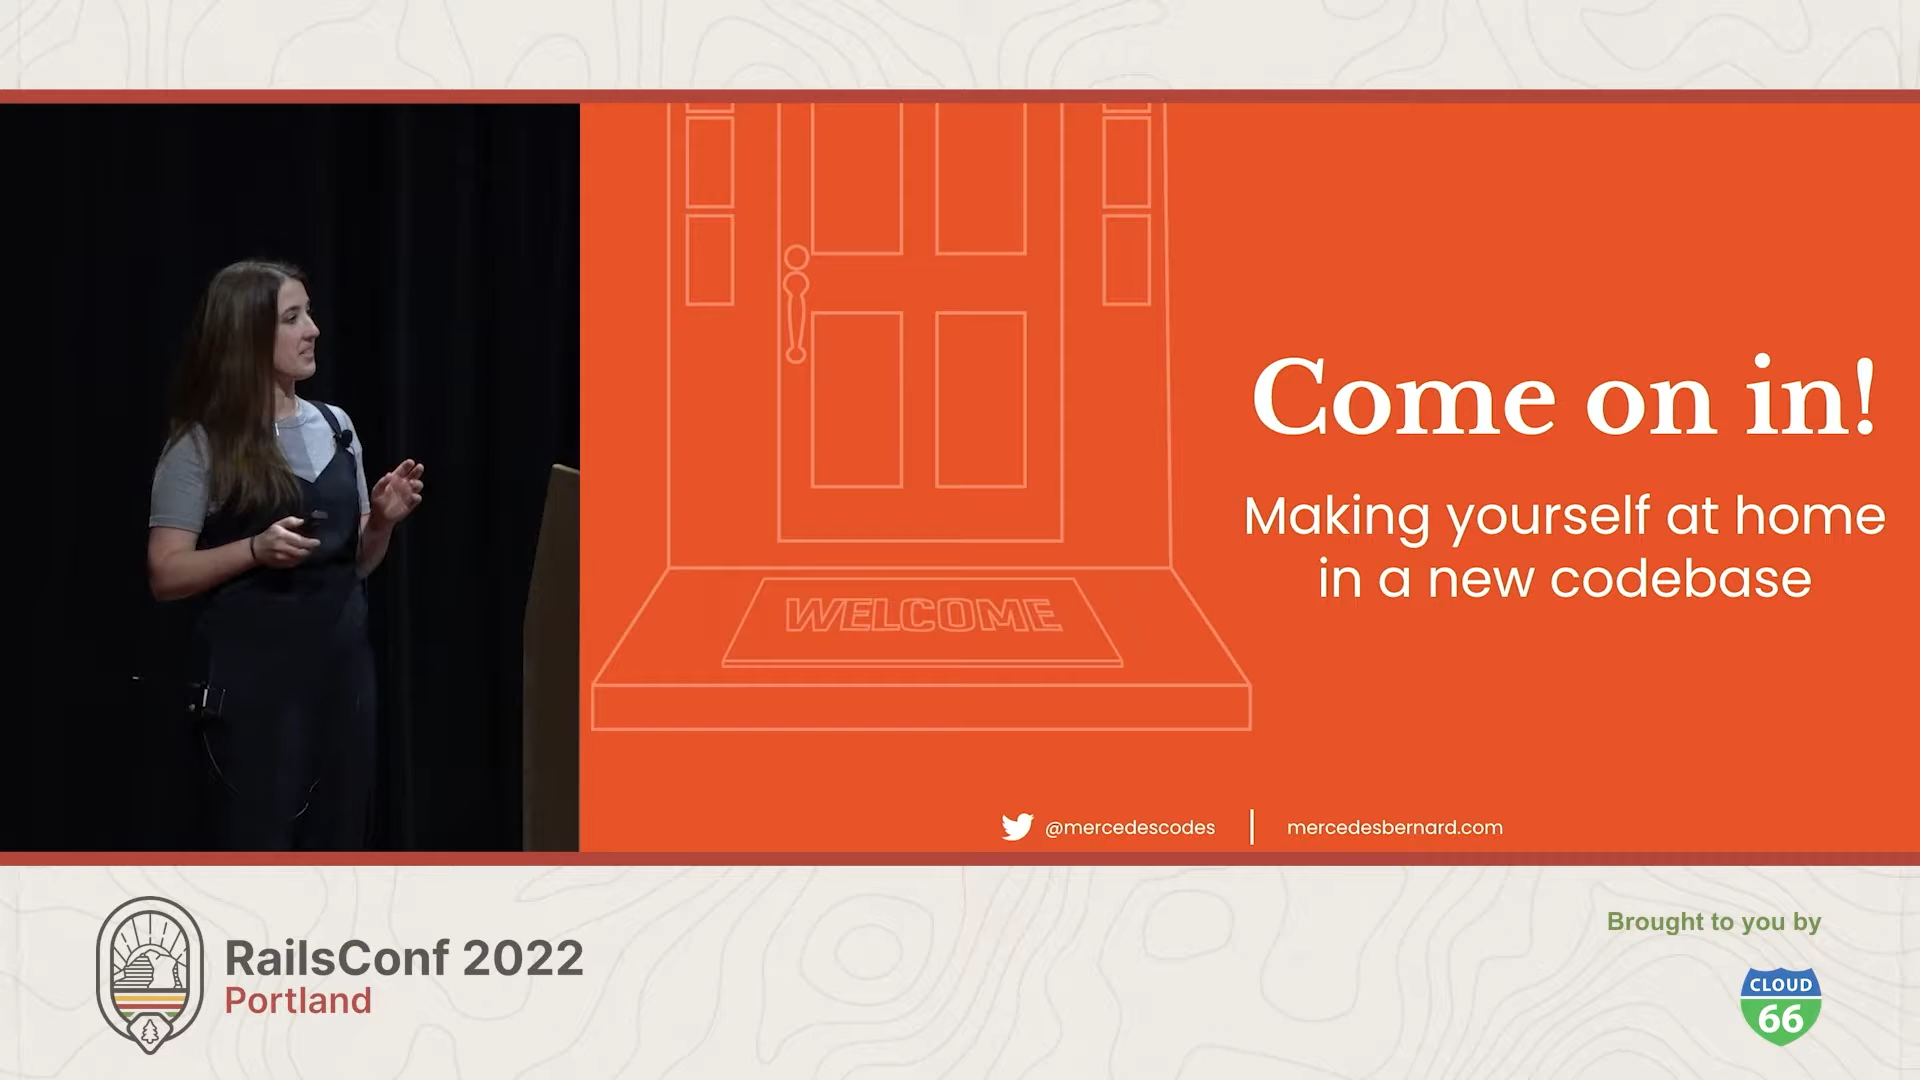 Come on in!
Making yourself at home
in a new codebase
WELCOME
@mercedescodes
mercedesbernard.com
RailsConf 2022
Portland
Brought to you by
CLOUD
66